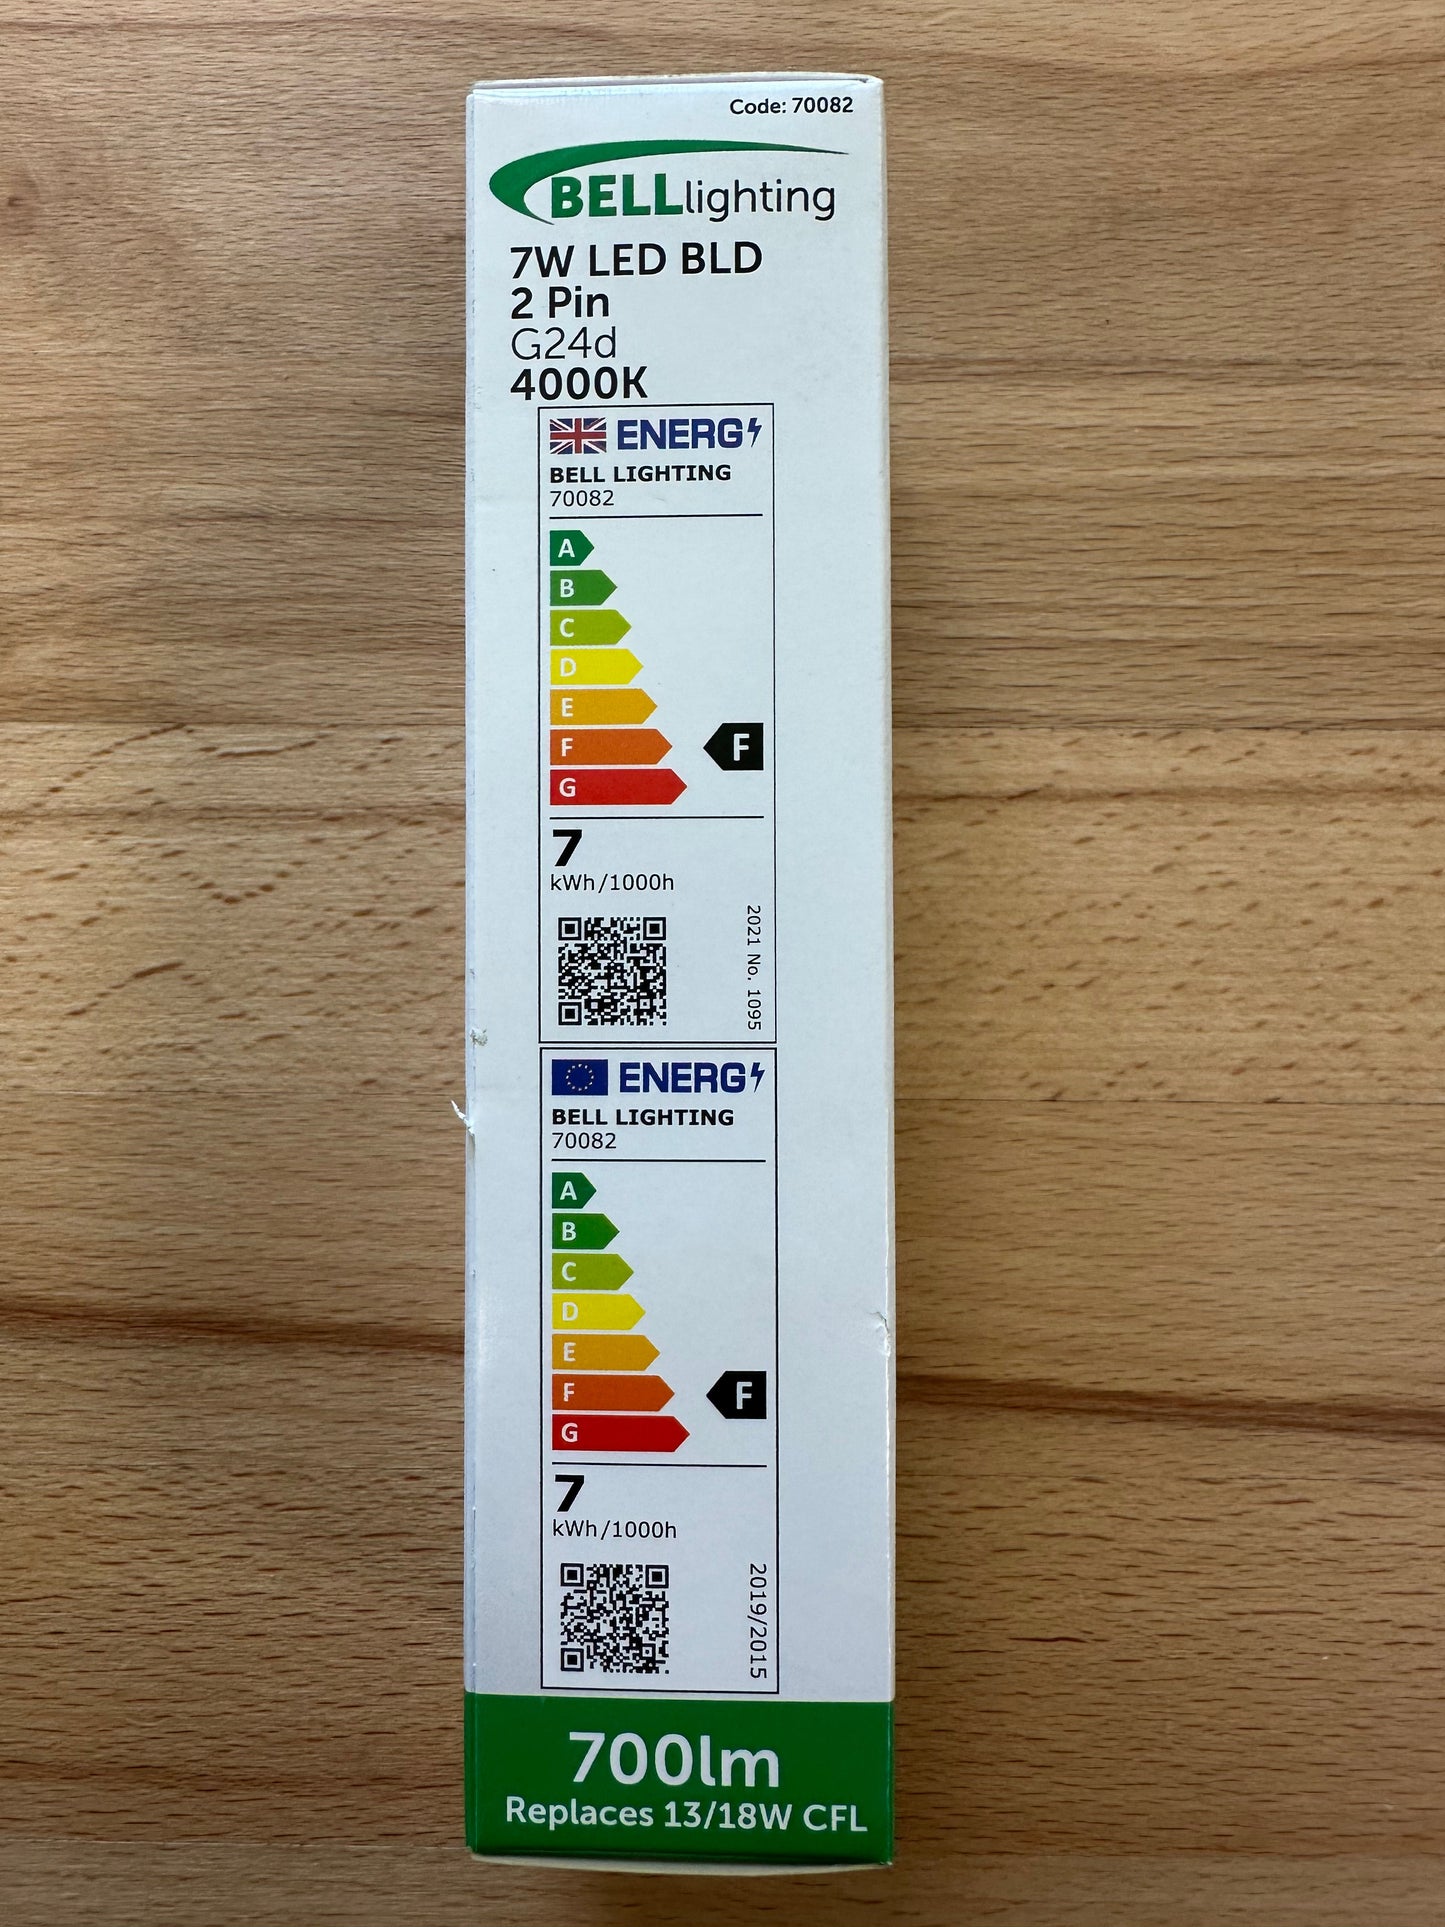 Code: 70082
BELLlighting
7W LED BLD
2 Pin
G24d
4000K
ENERG
BELL LIGHTING
70082
A
B
C
D
E
F
F
G
7
kWh/1000h
2021 No. 1095
ENERG
BELL LIGHTING
70082
A
B
C
D
E
F
F
G
7
kWh/1000h
2019/2015
700lm
Replaces 13/18W CFL